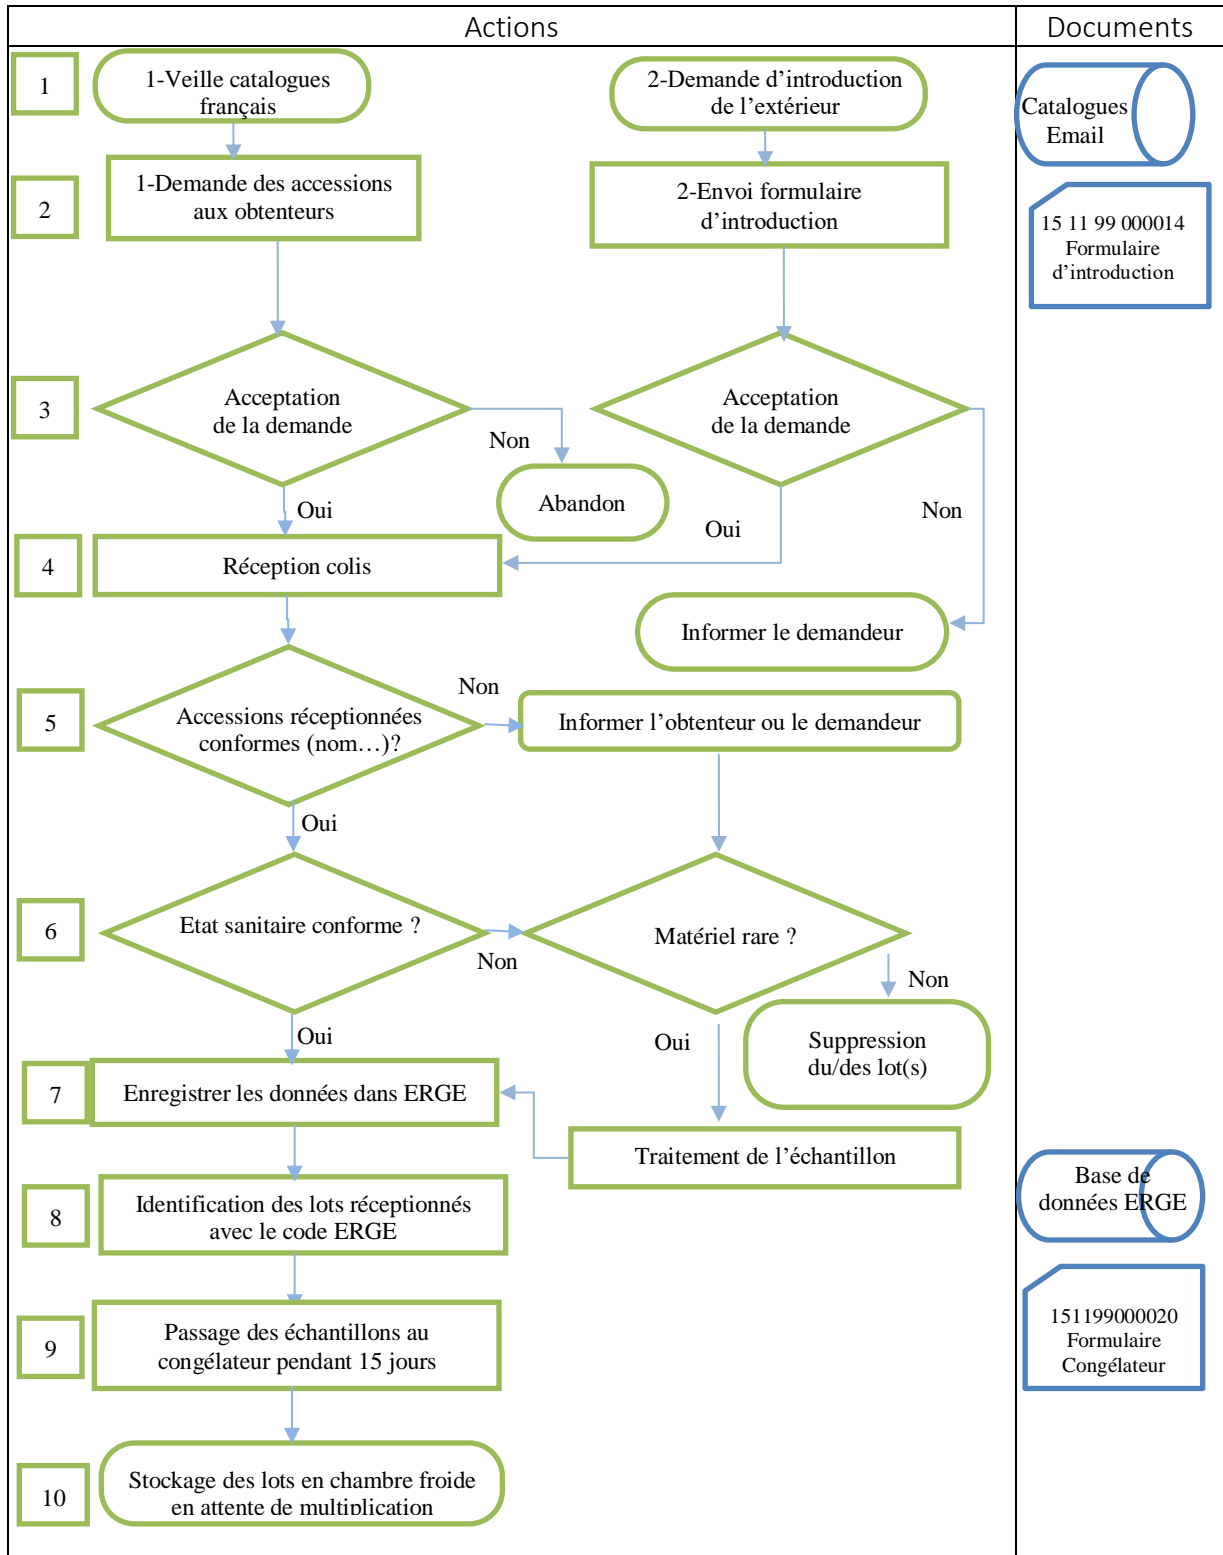 Actions
Documents
1
1-Veille catalogues
français
2-Demande d’introduction
de l’extérieur
Catalogues
Email
2
1-Demande des accessions
aux obtenteurs
2-Envoi formulaire
d’introduction
15 11 99 000014
Formulaire
d’introduction
3
Acceptation
de la demande
Non
Abandon
Acceptation
de la demande
Non
Oui
Oui
4
Réception colis
Informer le demandeur
5
Accessions réceptionnées
conformes (nom…)?
Non
Informer l’obtenteur ou le demandeur
Oui
6
Etat sanitaire conforme ?
Non
Matériel rare ?
Non
Oui
Oui
Suppression
du/des lot(s)
7
Enregistrer les données dans ERGE
Traitement de l’échantillon
8
Identification des lots réceptionnés
avec le code ERGE
Base de
données ERGE
9
Passage des échantillons au
congélateur pendant 15 jours
151199000020
Formulaire
Congélateur
10
Stockage des lots en chambre froide
en attente de multiplication